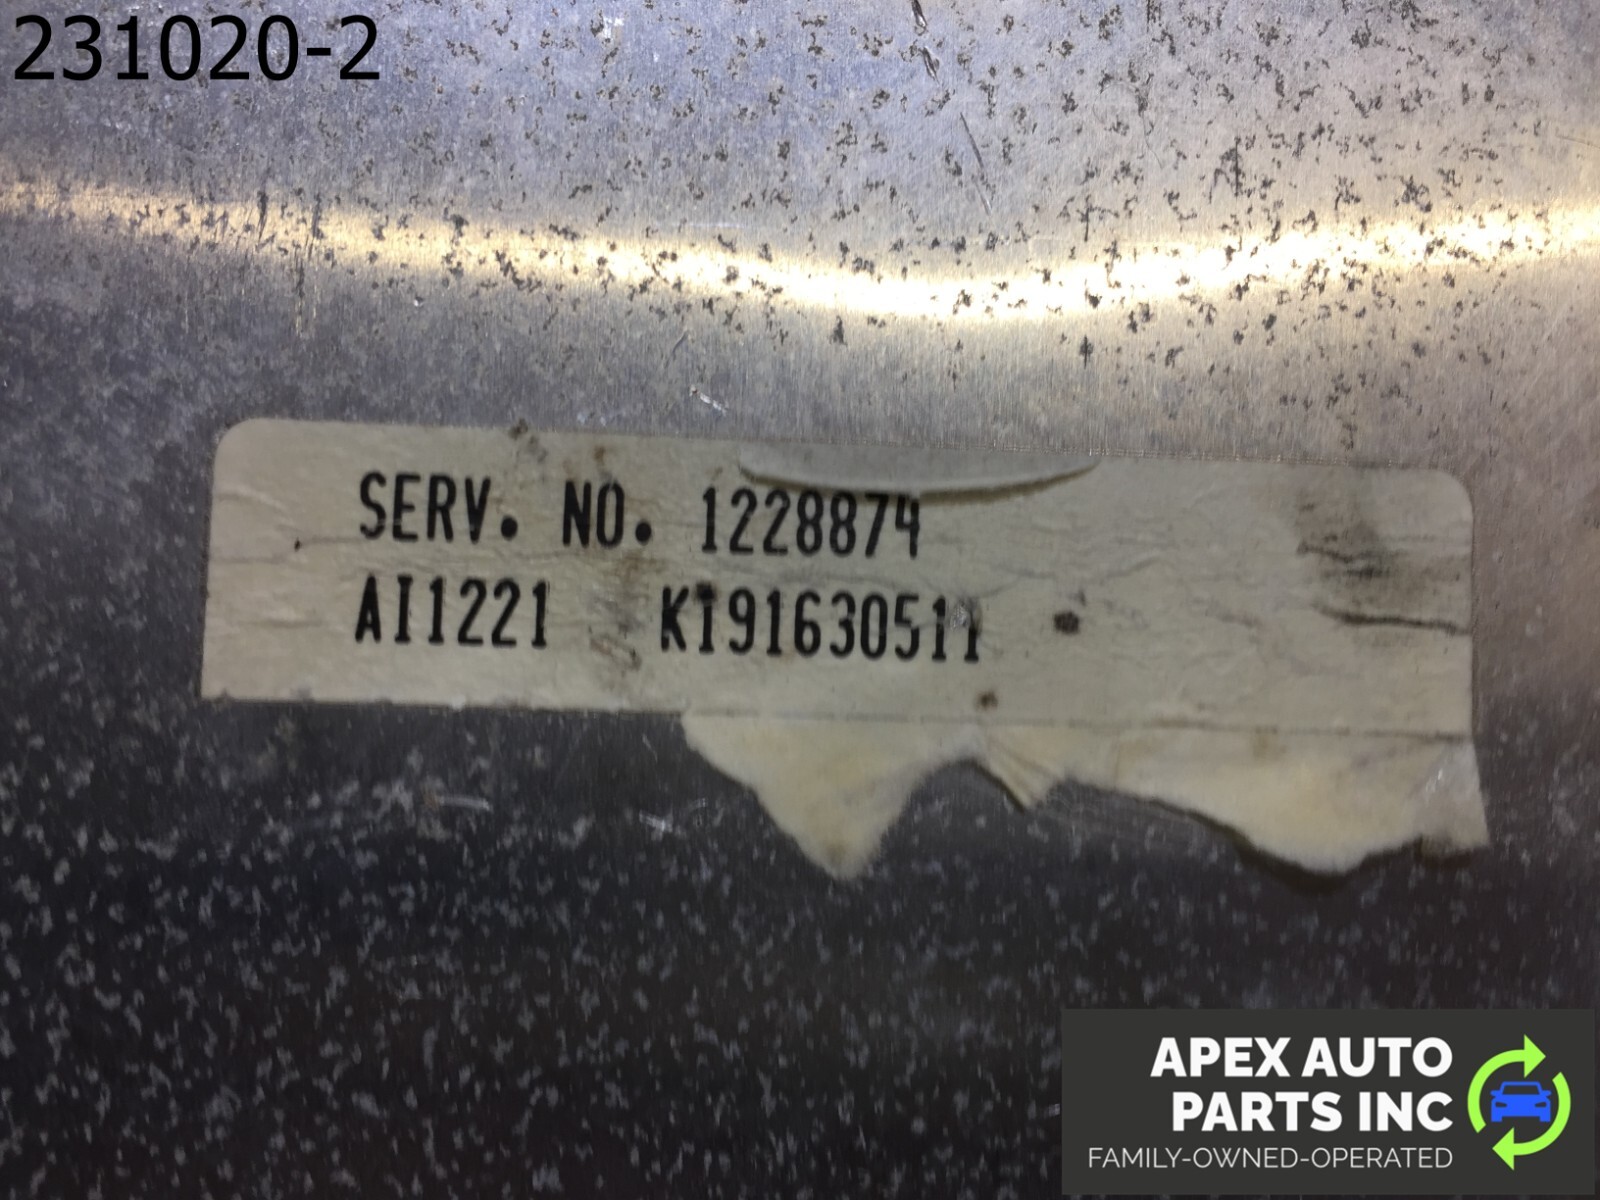 231020-2
SERV. NO. 1228874
AI1221 K191630511
APEX AUTO
PARTS INC
FAMILY-OWNED-OPERATED